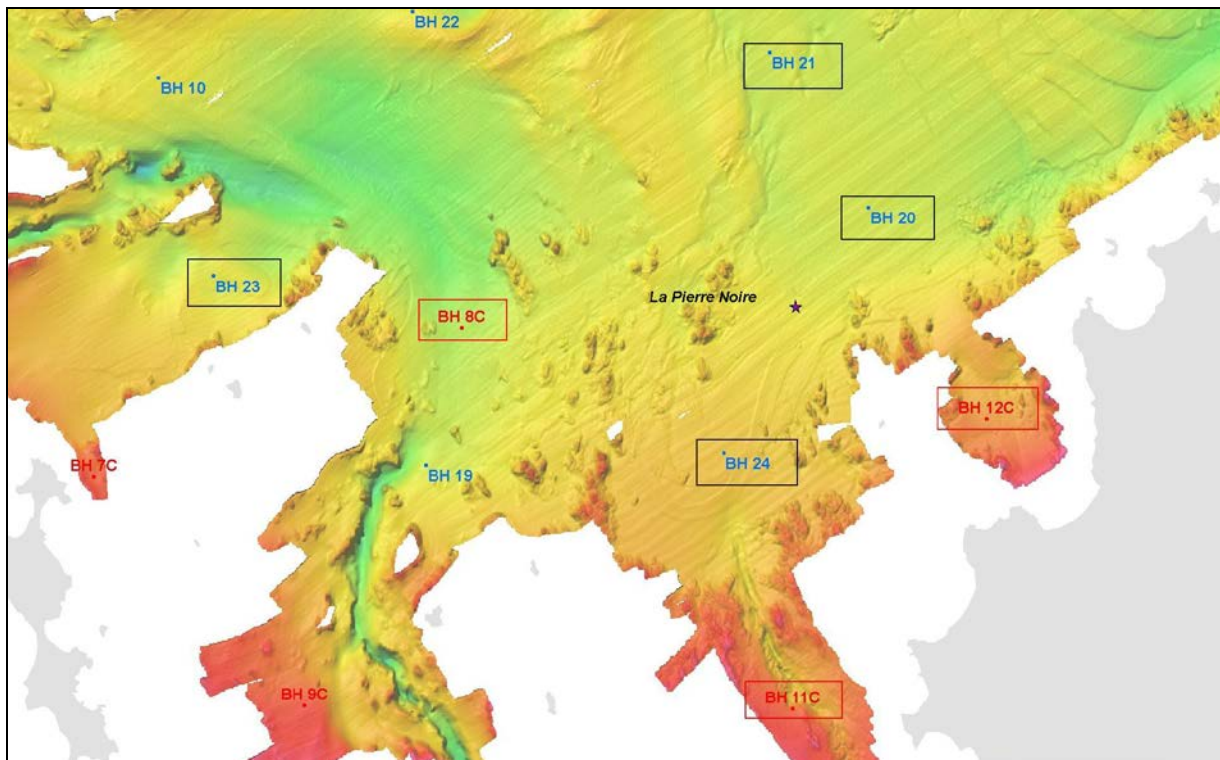 BH 22
BH 21
BH 10
BH 20
BH 23
La Pierre Noire
BH 8C
BH 12C
BH 7C
BH 24
BH 19
BH 9C
BH 11C